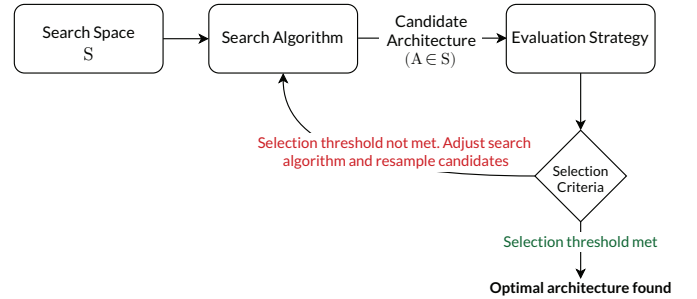 Search Space
S
Search Algorithm
Candidate
Architecture
(A ∈ S)
Evaluation Strategy
Selection threshold not met. Adjust search
algorithm and resample candidates
Selection
Criteria
Selection threshold met
Optimal architecture found